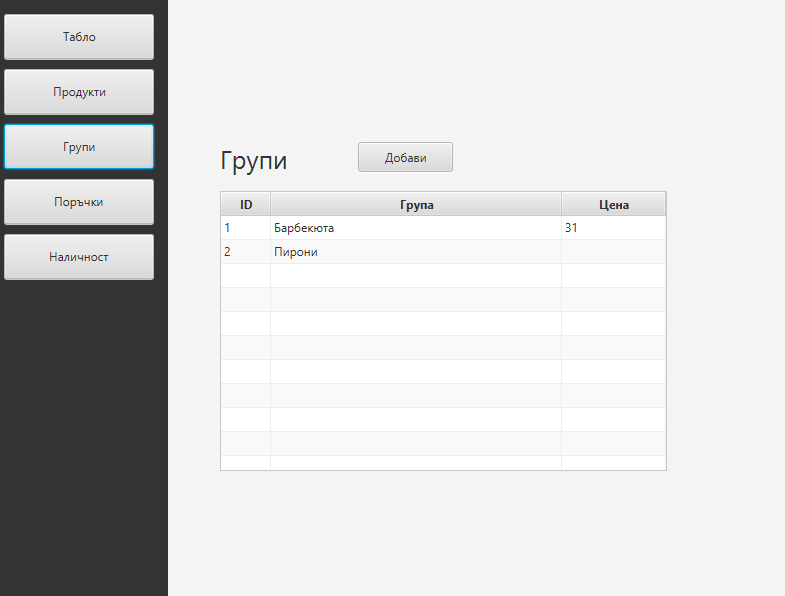 Табло
Продукти
Групи
Поръчки
Наличност
Групи
Добави
ID Група Цена
1 Барбекюта 31
2 Пирони